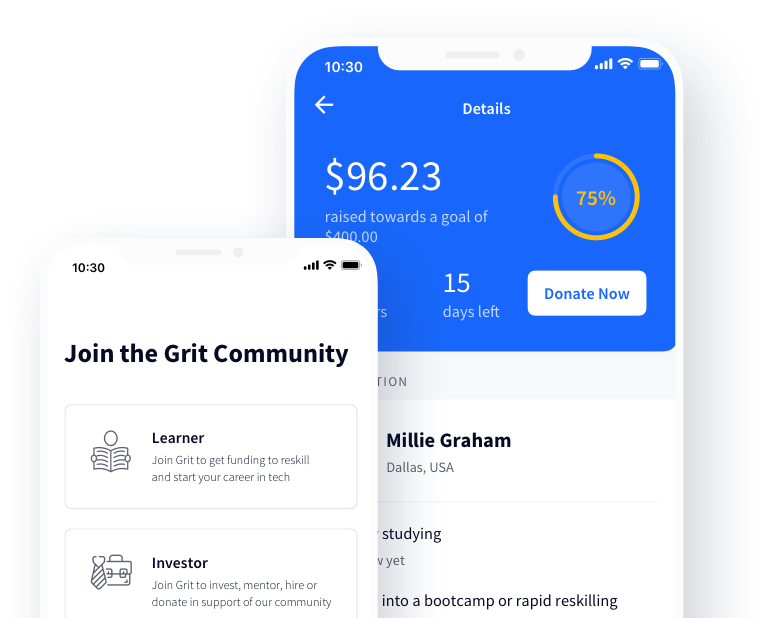 10:30
Details
$96.23
75%
raised towards a goal of
$400.00
15
days left
Donate Now
Millie Graham
Dallas, USA
studying
yet
into a bootcamp or rapid reskilling
10:30
Join the Grit Community
Learner
Join Grit to get funding to reskill
and start your career in tech
Investor
Join Grit to invest, mentor, hire or
donate in support of our community